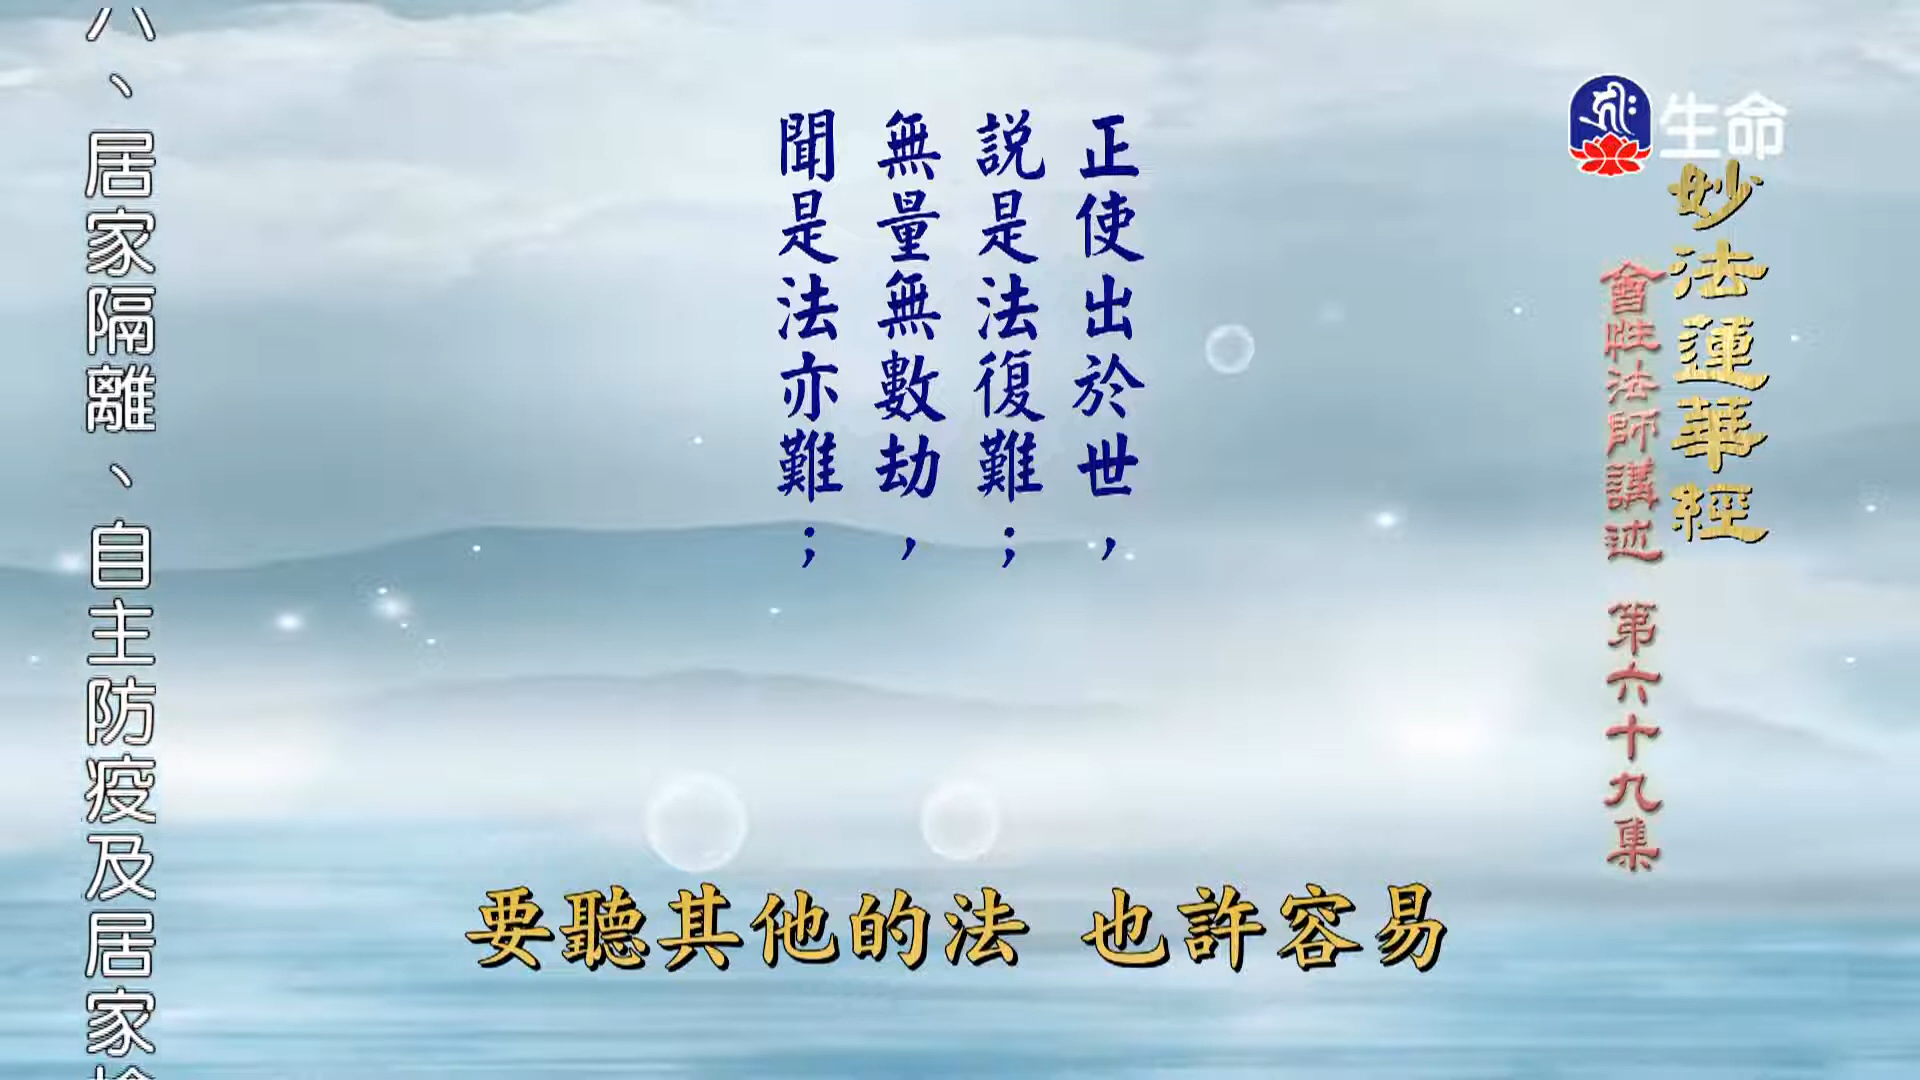 生命
妙法蓮華經
會性法師講述 第六十九集
正使出於世，
說是法復難；
無量無數劫，
聞是法亦難；
八、居家隔離、自主防疫及居家
要聽其他的法 也許容易